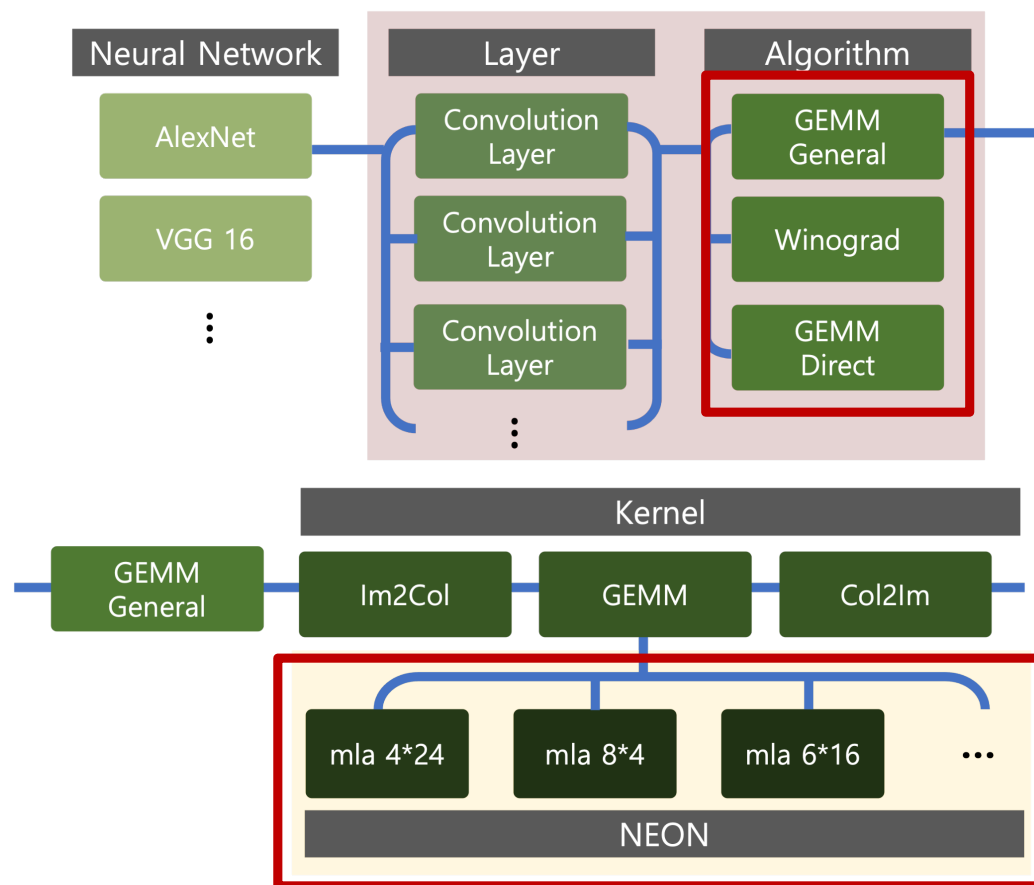 Neural Network
Layer
Algorithm
AlexNet
VGG 16
Convolution
Layer
Convolution
Layer
Convolution
Layer
GEMM
General
Winograd
GEMM
Direct
Kernel
GEMM
General
Im2Col
GEMM
Col2Im
mla 4*24
mla 8*4
mla 6*16
NEON